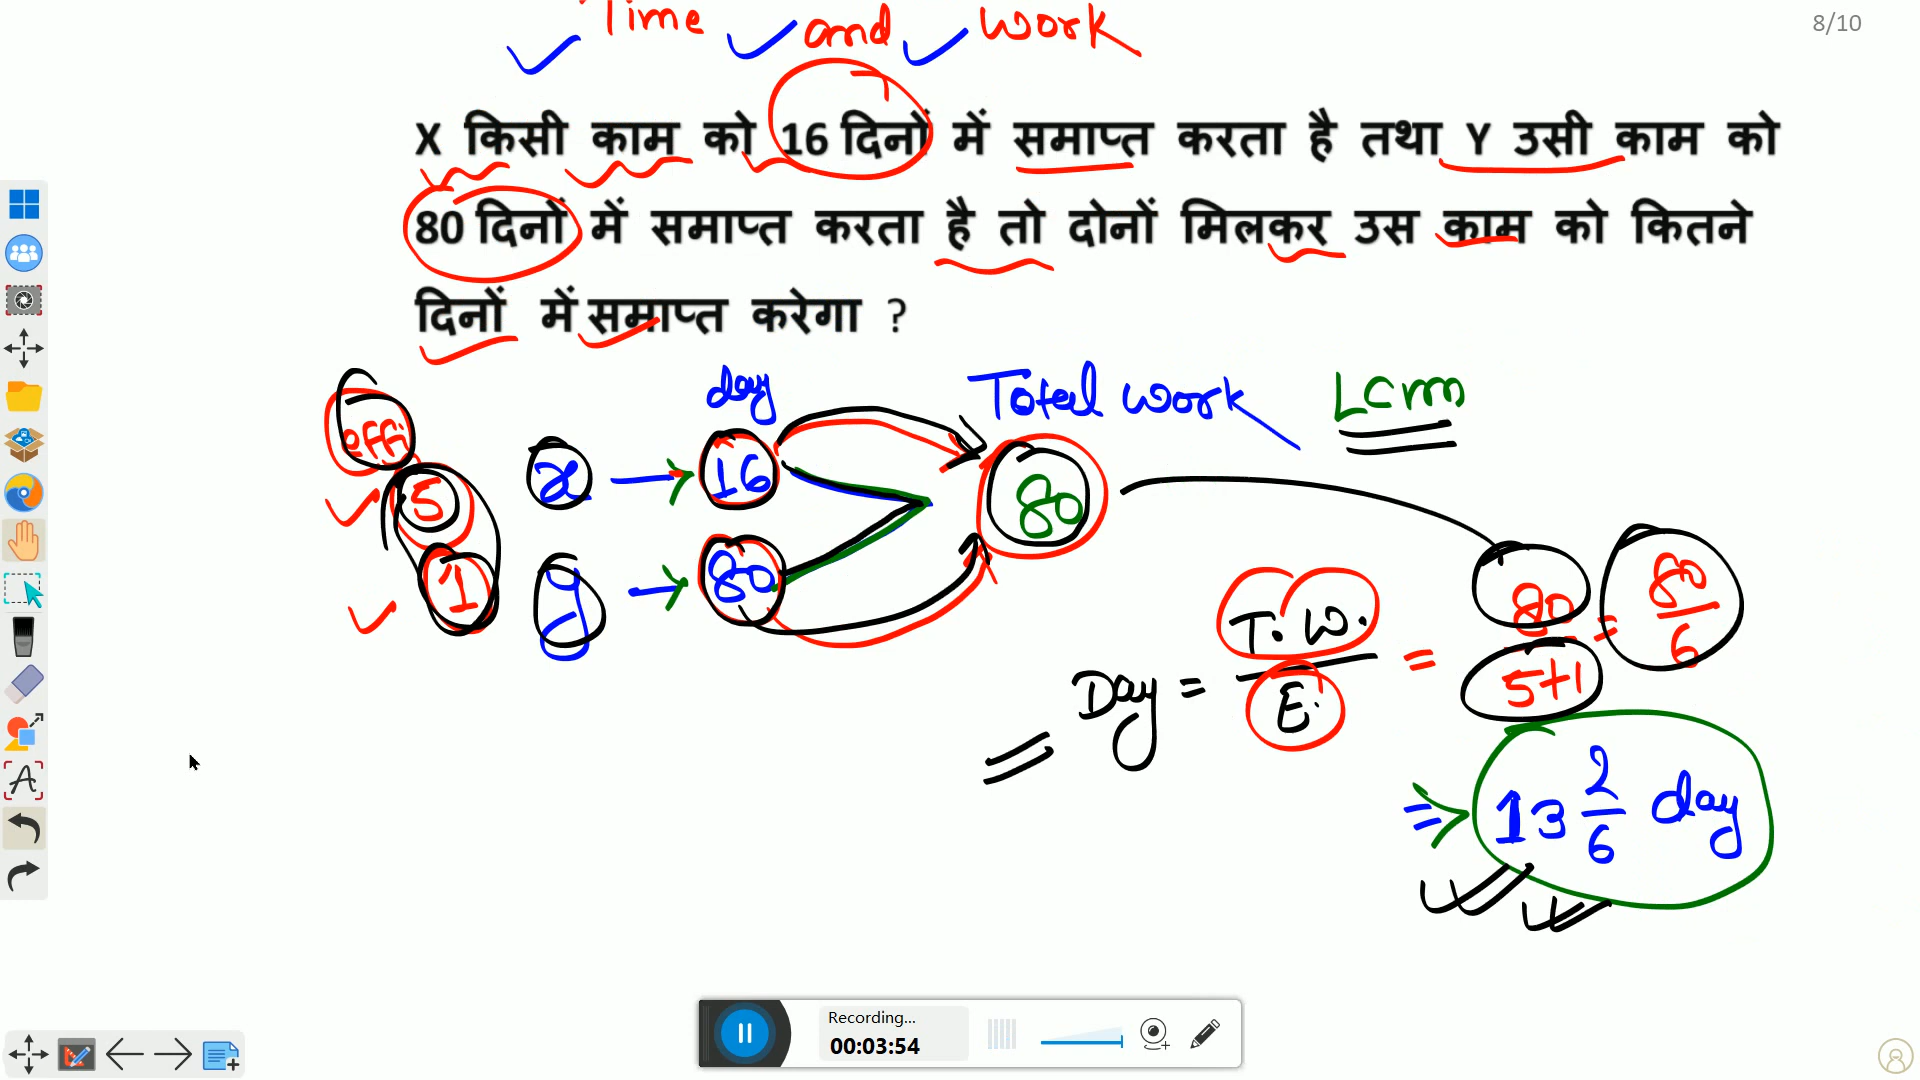 Time and Work
8/10
X किसी काम को 16 दिनों में समाप्त करता है तथा Y उसी काम को
80 दिनों में समाप्त करता है तो दोनों मिलकर उस काम को कितने
दिनों में समाप्त करेगा ?
day Total work LCM
effi
5 x 16 80
1 y 80
Day = T.W. / E. = 80 / 5+1 = 80 / 6
13 2/6 day
Recording...
00:03:54